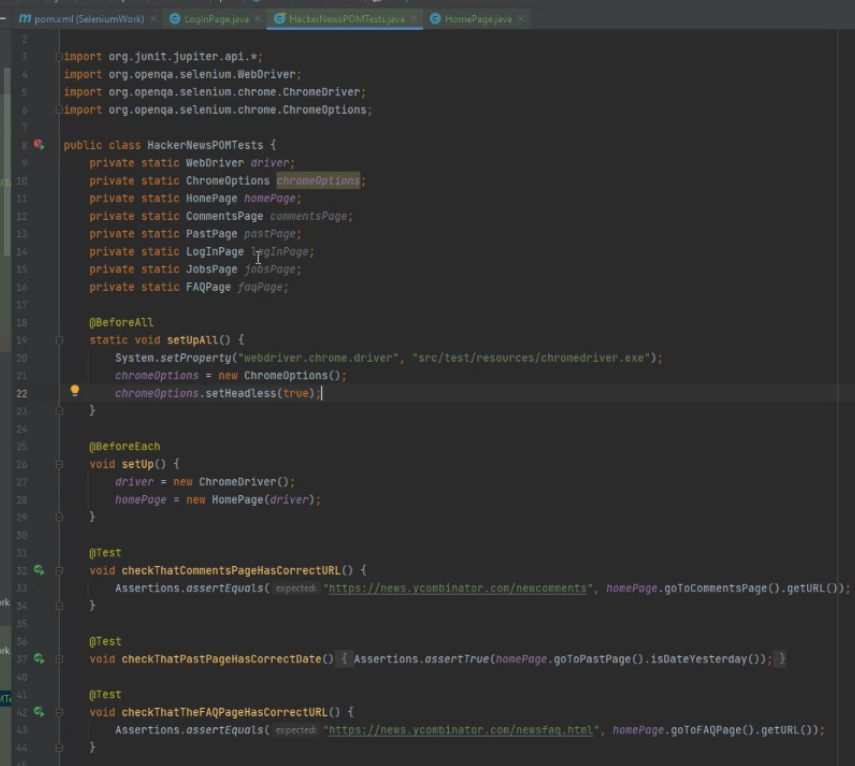 pom.xml (SeleniumWork) × LogInPage.java × HackerNewsPOMTests.java × HomePage.java ×
2
3 import org.junit.jupiter.api.*;
4 import org.openqa.selenium.WebDriver;
5 import org.openqa.selenium.chrome.ChromeDriver;
6 import org.openqa.selenium.chrome.ChromeOptions;
7
8 public class HackerNewsPOMTests {
9 private static WebDriver driver;
10 private static ChromeOptions chromeOptions;
11 private static HomePage homePage;
12 private static CommentsPage commentsPage;
13 private static PastPage pastPage;
14 private static LogInPage logInPage;
15 private static JobsPage jobsPage;
16 private static FAQPage faqPage;
17
18 @BeforeAll
19 static void setUpAll() {
20 System.setProperty("webdriver.chrome.driver", "src/test/resources/chromedriver.exe");
21 chromeOptions = new ChromeOptions();
22 chromeOptions.setHeadless(true);
23 }
24
25 @BeforeEach
26 void setUp() {
27 driver = new ChromeDriver();
28 homePage = new HomePage(driver);
29 }
30
31 @Test
32 void checkThatCommentsPageHasCorrectURL() {
33 Assertions.assertEquals( expected: "https://news.ycombinator.com/newcomments", homePage.goToCommentsPage().getURL());
34 }
35
36 @Test
37 void checkThatPastPageHasCorrectDate() { Assertions.assertTrue(homePage.goToPastPage().isDateYesterday()); }
40
41 @Test
42 void checkThatTheFAQPageHasCorrectURL() {
43 Assertions.assertEquals( expected: "https://news.ycombinator.com/newsfaq.html", homePage.goToFAQPage().getURL());
44 }